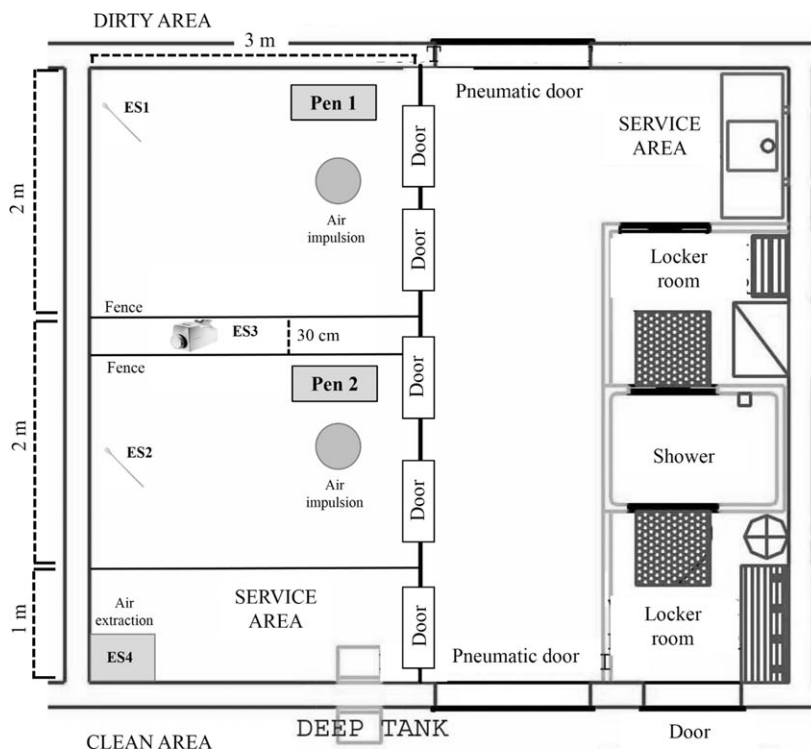 DIRTY AREA
3 m
Pneumatic door
ES1
Pen 1
Door
SERVICE
AREA
2 m
Air
impulsion
Door
Locker
room
Fence
ES3
30 cm
Door
Fence
Pen 2
2 m
ES2
Air
impulsion
Door
Shower
1 m
Air
extraction
SERVICE
AREA
Door
Locker
room
ES4
Pneumatic door
DEEP TANK
Door
CLEAN AREA